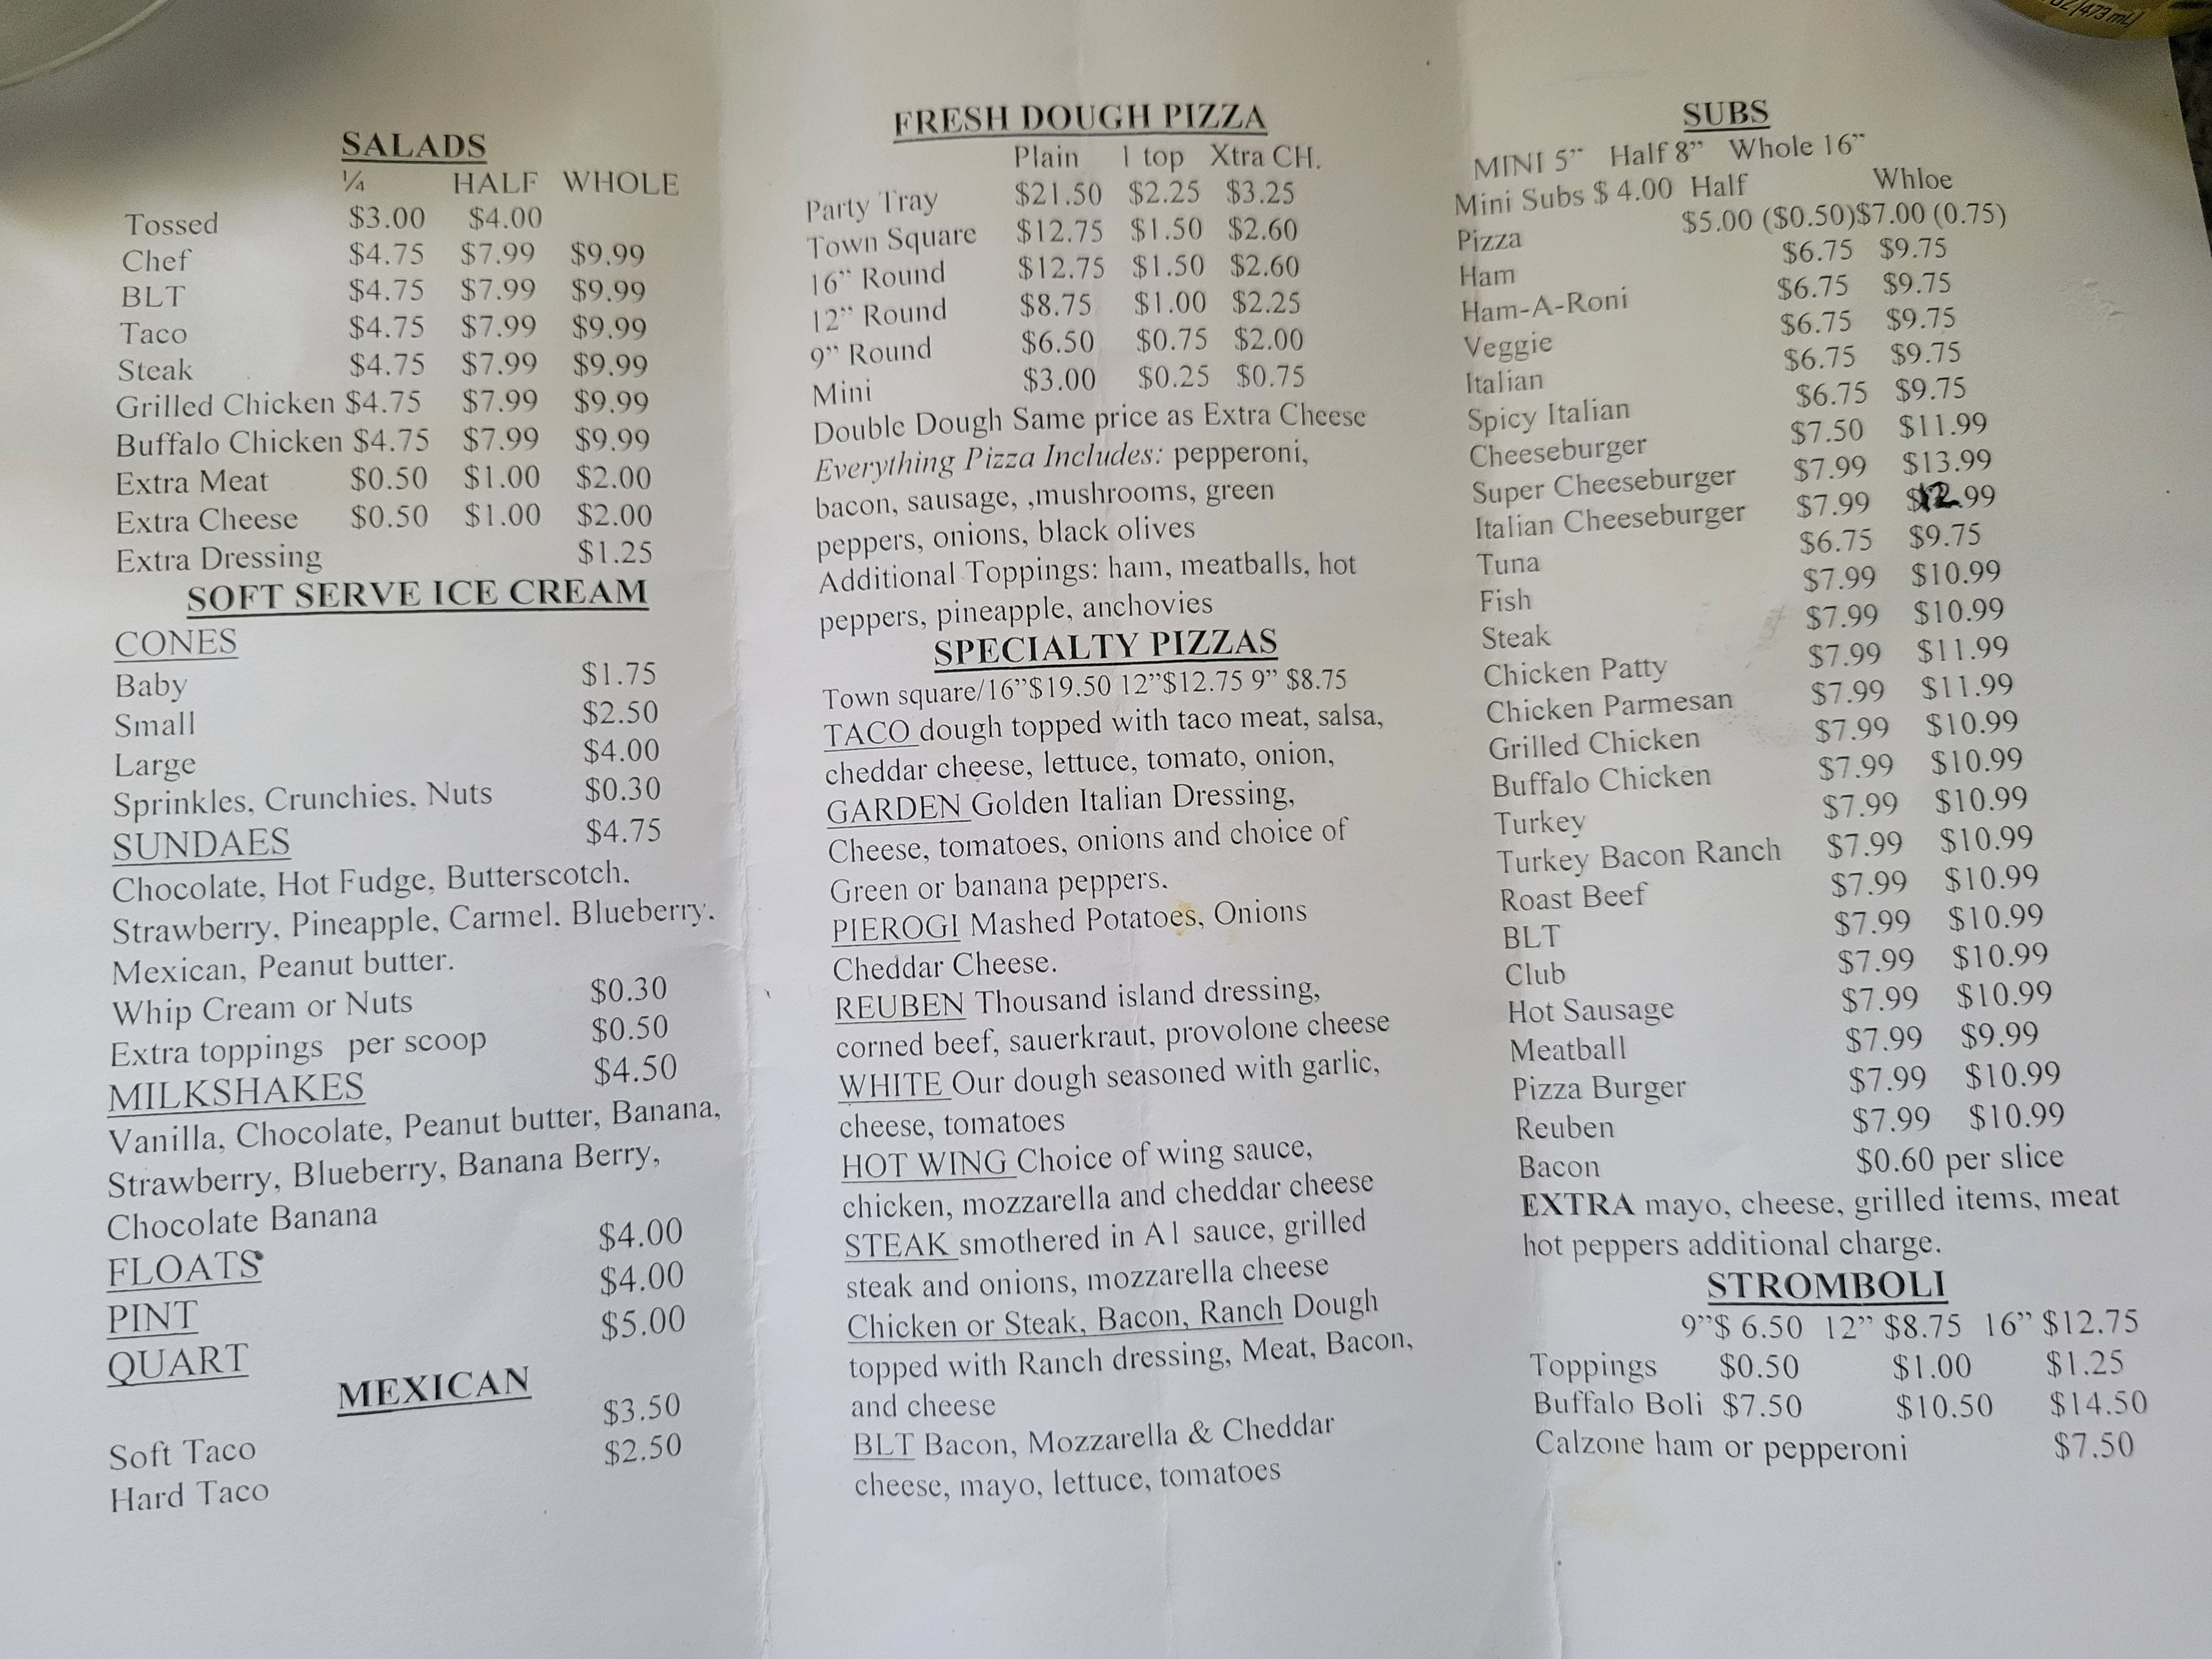 SALADS
¼ HALF WHOLE
Tossed $3.00 $4.00
Chef $4.75 $7.99 $9.99
BLT $4.75 $7.99 $9.99
Taco $4.75 $7.99 $9.99
Steak $4.75 $7.99 $9.99
Grilled Chicken $4.75 $7.99 $9.99
Buffalo Chicken $4.75 $7.99 $9.99
Extra Meat $0.50 $1.00 $2.00
Extra Cheese $0.50 $1.00 $2.00
Extra Dressing $1.25
SOFT SERVE ICE CREAM
CONES
Baby $1.75
Small $2.50
Large $4.00
Sprinkles, Crunchies, Nuts $0.30
SUNDAES $4.75
Chocolate, Hot Fudge, Butterscotch,
Strawberry, Pineapple, Carmel. Blueberry.
Mexican, Peanut butter.
Whip Cream or Nuts $0.30
Extra toppings per scoop $0.50
MILKSHAKES $4.50
Vanilla, Chocolate, Peanut butter, Banana,
Strawberry, Blueberry, Banana Berry,
Chocolate Banana
FLOATS $4.00
PINT $4.00
QUART $5.00
MEXICAN
Soft Taco $3.50
Hard Taco $2.50
FRESH DOUGH PIZZA
Plain 1 top Xtra CH.
Party Tray $21.50 $2.25 $3.25
Town Square $12.75 $1.50 $2.60
16” Round $12.75 $1.50 $2.60
12” Round $8.75 $1.00 $2.25
9” Round $6.50 $0.75 $2.00
Mini $3.00 $0.25 $0.75
Double Dough Same price as Extra Cheese
Everything Pizza Includes: pepperoni,
bacon, sausage, ,mushrooms, green
peppers, onions, black olives
Additional Toppings: ham, meatballs, hot
peppers, pineapple, anchovies
SPECIALTY PIZZAS
Town square/16”$19.50 12”$12.75 9” $8.75
TACO dough topped with taco meat, salsa,
cheddar cheese, lettuce, tomato, onion,
GARDEN Golden Italian Dressing,
Cheese, tomatoes, onions and choice of
Green or banana peppers.
PIEROGI Mashed Potatoes, Onions
Cheddar Cheese.
REUBEN Thousand island dressing,
corned beef, sauerkraut, provolone cheese
WHITE Our dough seasoned with garlic,
cheese, tomatoes
HOT WING Choice of wing sauce,
chicken, mozzarella and cheddar cheese
STEAK smothered in A1 sauce, grilled
steak and onions, mozzarella cheese
Chicken or Steak, Bacon, Ranch Dough
topped with Ranch dressing, Meat, Bacon,
and cheese
BLT Bacon, Mozzarella & Cheddar
cheese, mayo, lettuce, tomatoes
SUBS
MINI 5” Half 8” Whole 16”
Mini Subs $ 4.00 Half Whloe
Pizza $5.00 ($0.50)$7.00 (0.75)
Ham $6.75 $9.75
Ham-A-Roni $6.75 $9.75
Veggie $6.75 $9.75
Italian $6.75 $9.75
Spicy Italian $6.75 $9.75
Cheeseburger $7.50 $11.99
Super Cheeseburger $7.99 $13.99
Italian Cheeseburger $7.99 $12.99
Tuna $6.75 $9.75
Fish $7.99 $10.99
Steak $7.99 $10.99
Chicken Patty $7.99 $11.99
Chicken Parmesan $7.99 $11.99
Grilled Chicken $7.99 $10.99
Buffalo Chicken $7.99 $10.99
Turkey $7.99 $10.99
Turkey Bacon Ranch $7.99 $10.99
Roast Beef $7.99 $10.99
BLT $7.99 $10.99
Club $7.99 $10.99
Hot Sausage $7.99 $10.99
Meatball $7.99 $9.99
Pizza Burger $7.99 $10.99
Reuben $7.99 $10.99
Bacon $0.60 per slice
EXTRA mayo, cheese, grilled items, meat
hot peppers additional charge.
STROMBOLI
9”$ 6.50 12” $8.75 16” $12.75
Toppings $0.50 $1.00 $1.25
Buffalo Boli $7.50 $10.50 $14.50
Calzone ham or pepperoni $7.50